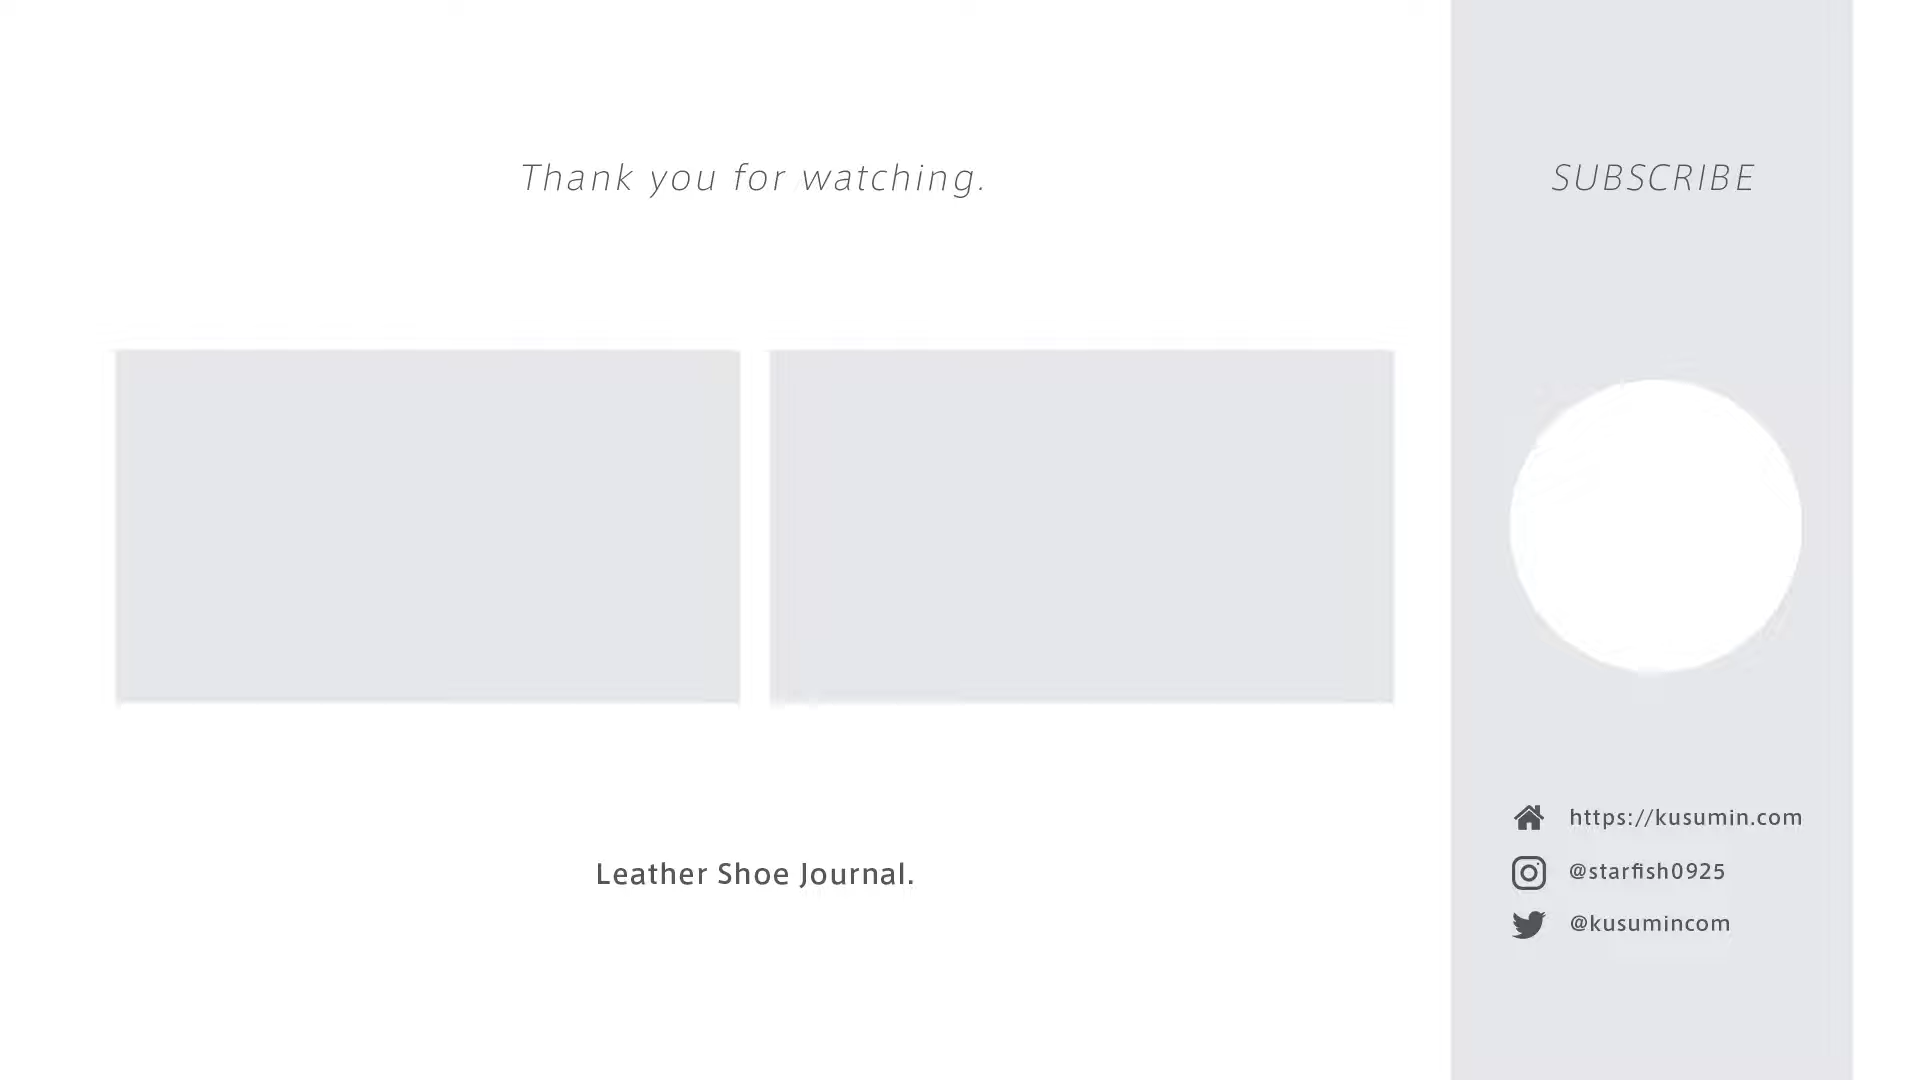 Thank you for watching.
SUBSCRIBE
Leather Shoe Journal.
https://kusumin.com
@starfish0925
@kusumincom